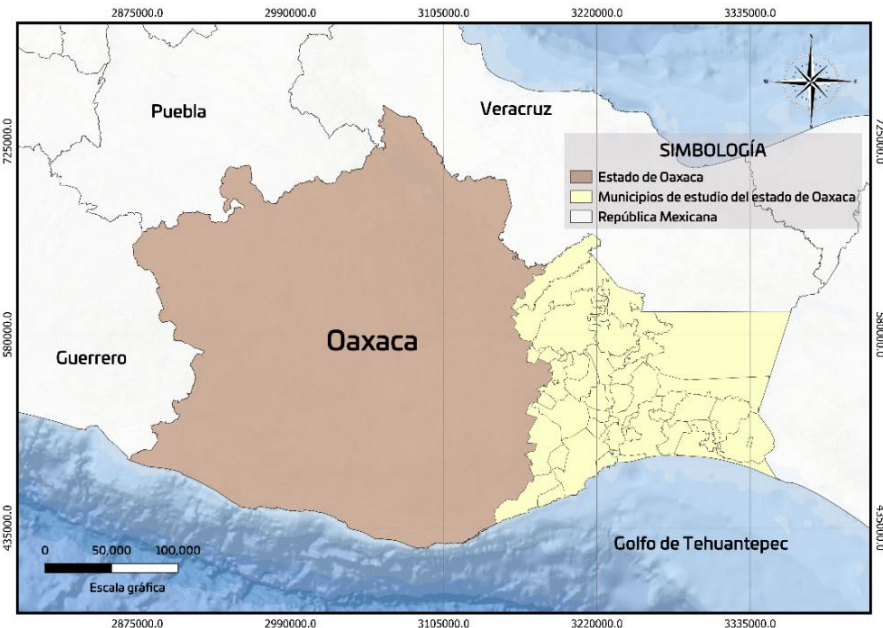 2875000.0 2990000.0 3105000.0 3220000.0 3335000.0
Puebla
Veracruz
W E
S
725000.0 725000.0
SIMBOLOGÍA
Estado de Oaxaca
Municipios de estudio del estado de Oaxaca
República Mexicana
580000.0 580000.0
Oaxaca
Guerrero
435000.0 435000.0
Golfo de Tehuantepec
0 50,000 100,000
Escala gráfica
2875000.0 2990000.0 3105000.0 3220000.0 3335000.0